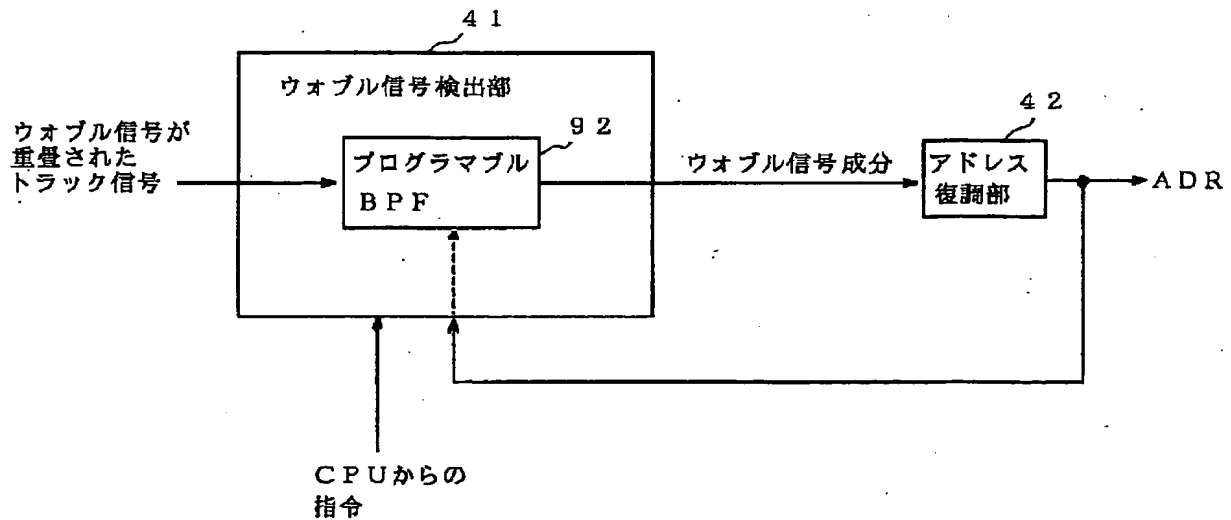 ４１
ウォブル信号検出部
４２
９２
ウォブル信号が
重畳された
トラック信号
プログラマブル
ＢＰＦ
ウォブル信号成分
アドレス
復調部
ＡＤＲ
ＣＰＵからの
指令